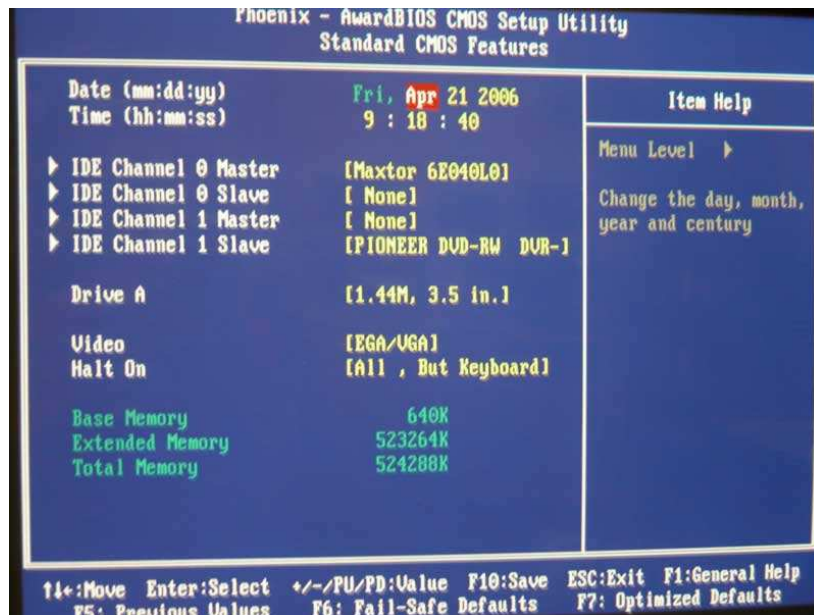 Phoenix - AwardBIOS CMOS Setup Utility
Standard CMOS Features
Date (mm:dd:yy) Fri, Apr 21 2006
Time (hh:mm:ss) 9 : 18 : 40
IDE Channel 0 Master [Maxtor 6E040L0]
IDE Channel 0 Slave [ None]
IDE Channel 1 Master [ None]
IDE Channel 1 Slave [PIONEER DVD-RW DVR-]
Drive A [1.44M, 3.5 in.]
Video [EGA/VGA]
Halt On [All , But Keyboard]
Base Memory 640K
Extended Memory 523264K
Total Memory 524288K
Item Help
Menu Level
Change the day, month,
year and century
↑↓←:Move Enter:Select +/-/PU/PD:Value F10:Save ESC:Exit F1:General Help
F5: Previous Values F6: Fail-Safe Defaults F7: Optimized Defaults